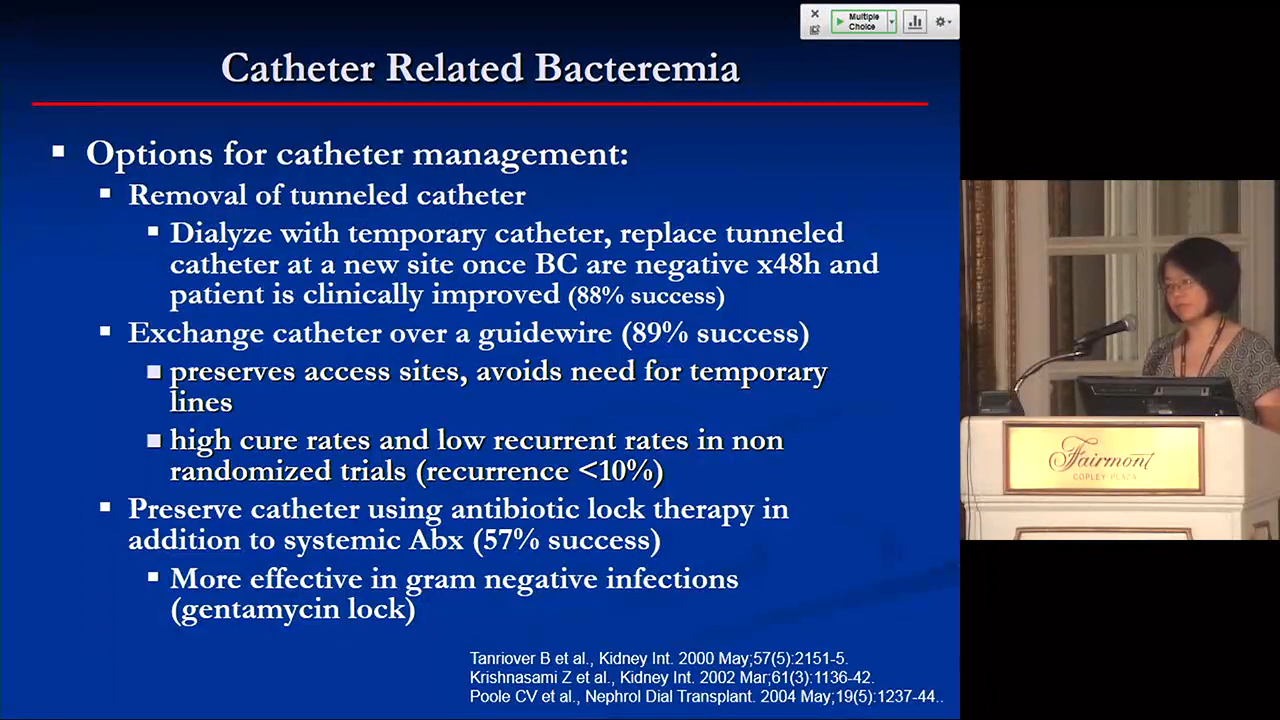 Multiple
Choice
Catheter Related Bacteremia
Options for catheter management:
Removal of tunneled catheter
Dialyze with temporary catheter, replace tunneled
catheter at a new site once BC are negative x48h and
patient is clinically improved (88% success)
Exchange catheter over a guidewire (89% success)
preserves access sites, avoids need for temporary
lines
high cure rates and low recurrent rates in non
randomized trials (recurrence <10%)
Preserve catheter using antibiotic lock therapy in
addition to systemic Abx (57% success)
More effective in gram negative infections
(gentamycin lock)
Tanriover B et al., Kidney Int. 2000 May;57(5):2151-5.
Krishnasami Z et al., Kidney Int. 2002 Mar;61(3):1136-42.
Poole CV et al., Nephrol Dial Transplant. 2004 May;19(5):1237-44..
Fairmont
COPLEY PLAZA